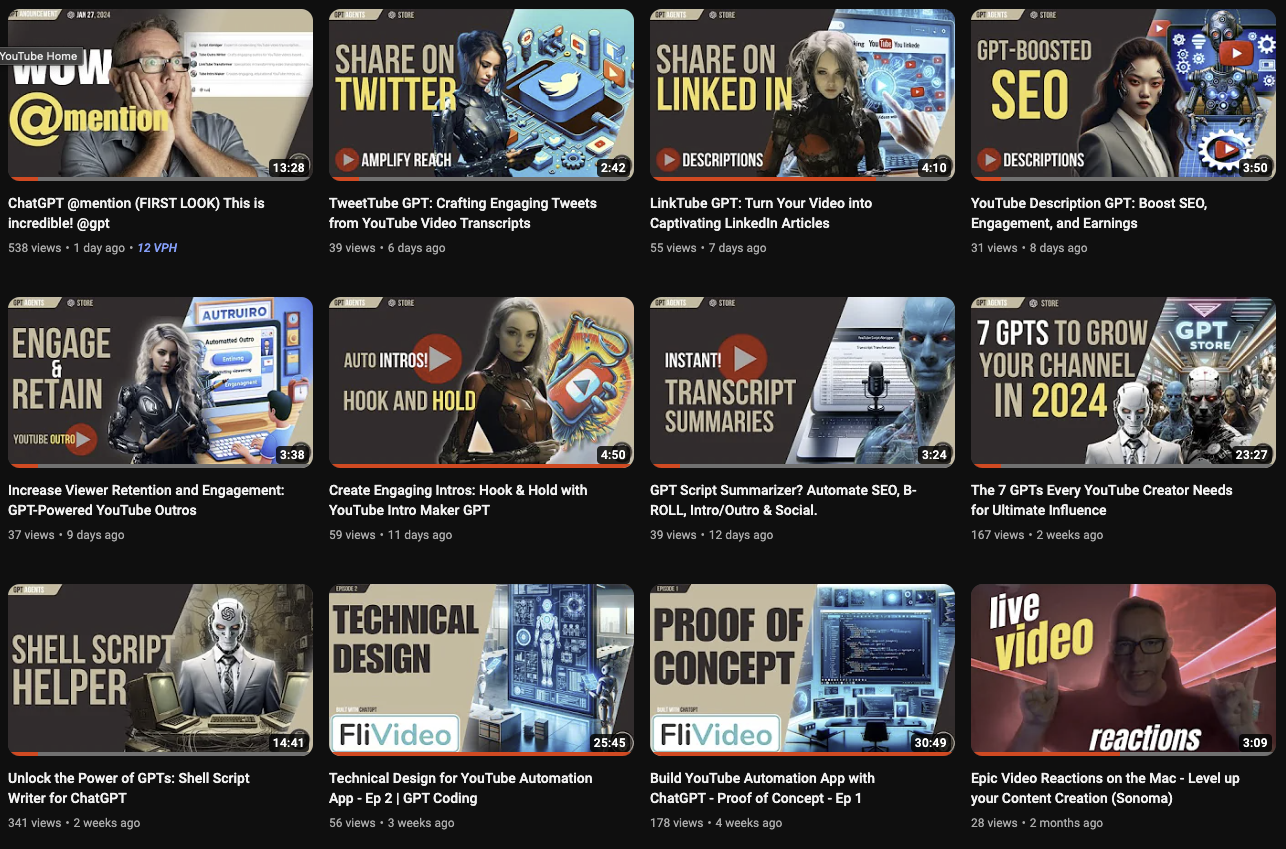 ANNOUNCEMENT JAN 27, 2024
YouTube Home
WOW
@mention
13:28
ChatGPT @mention (FIRST LOOK) This is
incredible! @gpt
538 views • 1 day ago • 12 VPH
GPT AGENTS STORE
SHARE ON
TWITTER
AMPLIFY REACH
2:42
TweetTube GPT: Crafting Engaging Tweets
from YouTube Video Transcripts
39 views • 6 days ago
GPT AGENTS STORE
SHARE ON
LINKED IN
DESCRIPTIONS
4:10
LinkTube GPT: Turn Your Video into
Captivating LinkedIn Articles
55 views • 7 days ago
GPT AGENTS STORE
GPT-BOOSTED
SEO
DESCRIPTIONS
3:50
YouTube Description GPT: Boost SEO,
Engagement, and Earnings
31 views • 8 days ago
GPT AGENTS STORE
ENGAGE
&
RETAIN
YOUTUBE OUTRO
AUTRUIRO
Automatted Outro
3:38
Increase Viewer Retention and Engagement:
GPT-Powered YouTube Outros
37 views • 9 days ago
GPT AGENTS STORE
AUTO INTROS!
HOOK AND HOLD
4:50
Create Engaging Intros: Hook & Hold with
YouTube Intro Maker GPT
59 views • 11 days ago
GPT AGENTS STORE
INSTANT!
TRANSCRIPT
SUMMARIES
3:24
GPT Script Summarizer? Automate SEO, B-
ROLL, Intro/Outro & Social.
39 views • 12 days ago
GPT AGENTS STORE
7 GPTS TO GROW
YOUR CHANNEL
IN 2024
GPT
STORE
23:27
The 7 GPTs Every YouTube Creator Needs
for Ultimate Influence
167 views • 2 weeks ago
GPT AGENTS
SHELL SCRIPT
HELPER
14:41
Unlock the Power of GPTs: Shell Script
Writer for ChatGPT
341 views • 2 weeks ago
EPISODE 2
TECHNICAL
DESIGN
BUILT WITH CHATGPT
FliVideo
25:45
Technical Design for YouTube Automation
App - Ep 2 | GPT Coding
56 views • 3 weeks ago
EPISODE 1
PROOF OF
CONCEPT
BUILT WITH CHATGPT
FliVideo
30:49
Build YouTube Automation App with
ChatGPT - Proof of Concept - Ep 1
178 views • 4 weeks ago
live
video
reactions
3:09
Epic Video Reactions on the Mac - Level up
your Content Creation (Sonoma)
28 views • 2 months ago